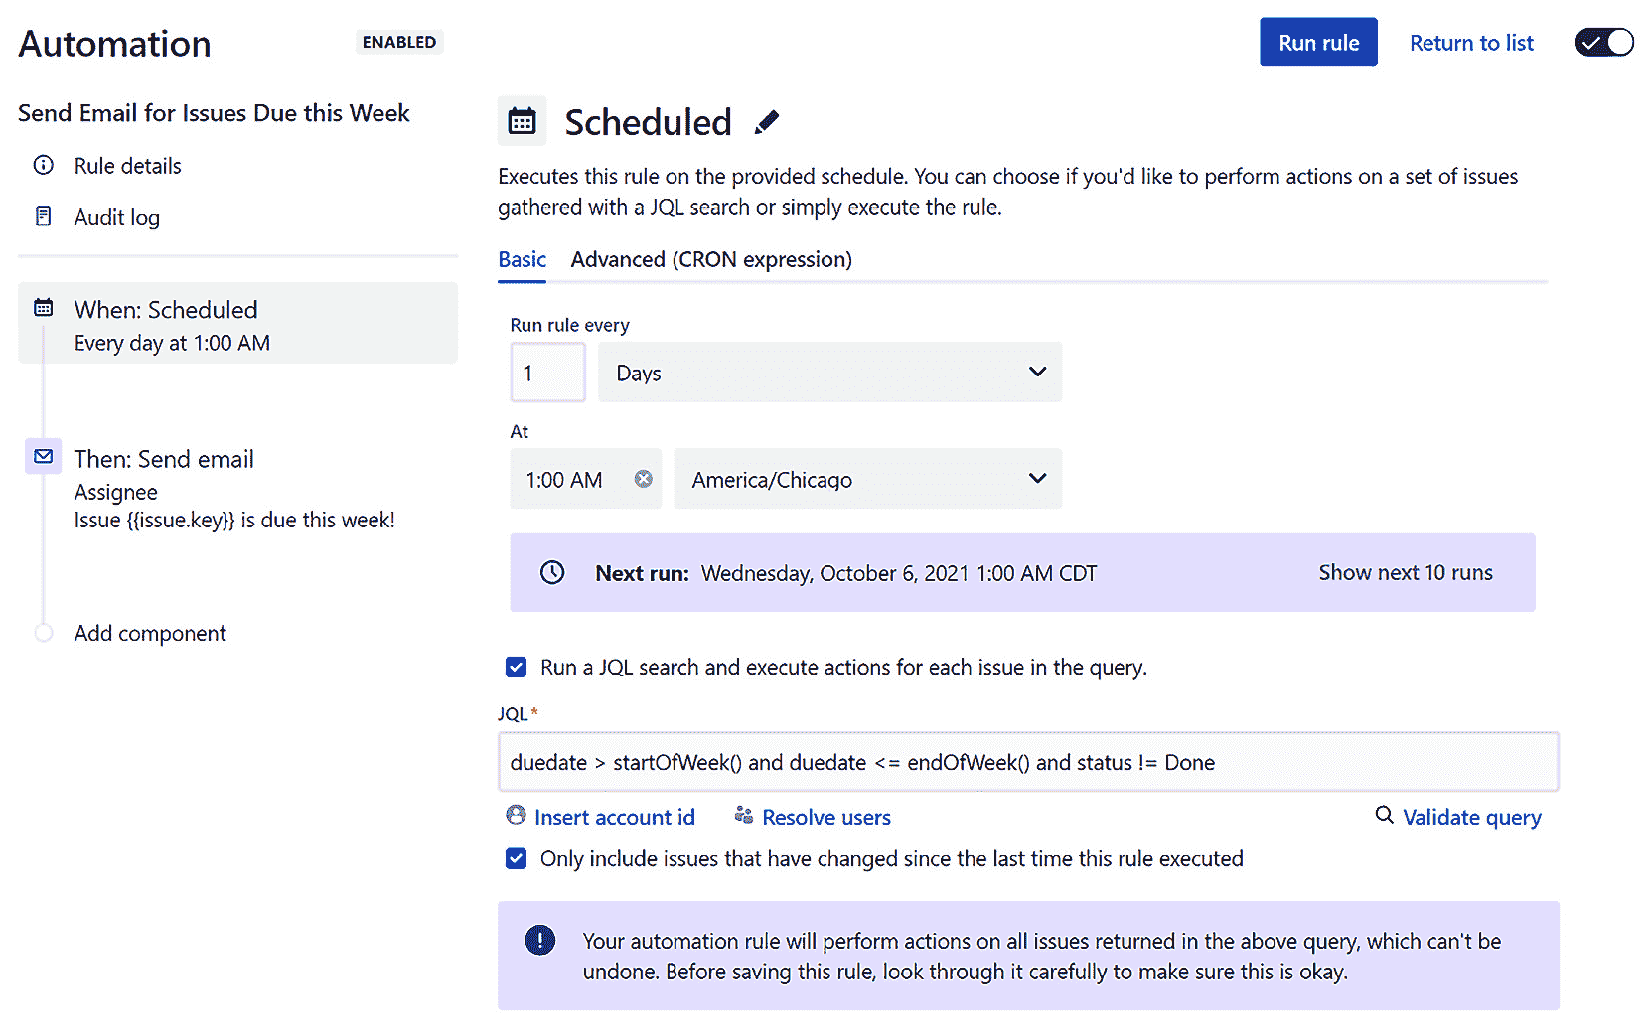 Automation
ENABLED
Run rule
Return to list
Send Email for Issues Due this Week
Rule details
Audit log
When: Scheduled
Every day at 1:00 AM
Then: Send email
Assignee
Issue {{issue.key}} is due this week!
Add component
Scheduled
Executes this rule on the provided schedule. You can choose if you'd like to perform actions on a set of issues
gathered with a JQL search or simply execute the rule.
Basic
Advanced (CRON expression)
Run rule every
1
Days
At
1:00 AM
America/Chicago
Next run: Wednesday, October 6, 2021 1:00 AM CDT
Show next 10 runs
Run a JQL search and execute actions for each issue in the query.
JQL*
duedate > startOfWeek() and duedate <= endOfWeek() and status != Done
Insert account id
Resolve users
Validate query
Only include issues that have changed since the last time this rule executed
Your automation rule will perform actions on all issues returned in the above query, which can't be
undone. Before saving this rule, look through it carefully to make sure this is okay.